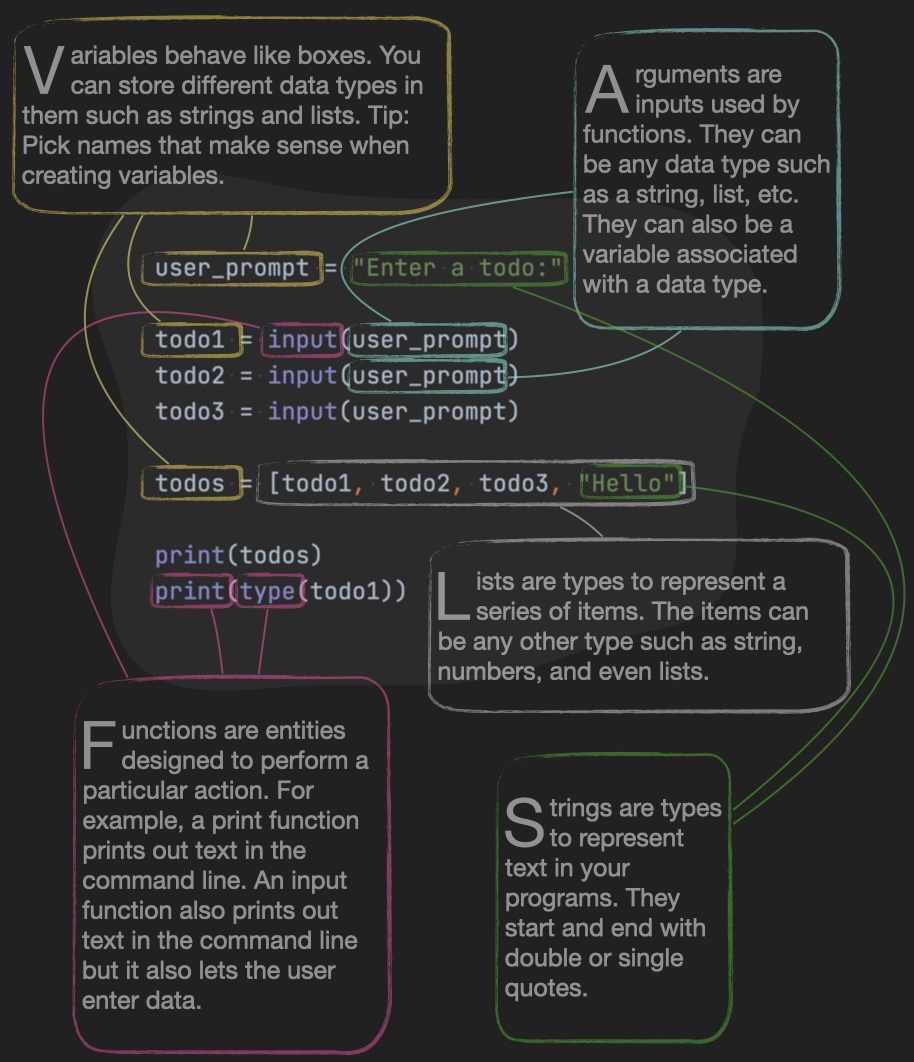 Variables behave like boxes. You
can store different data types in
them such as strings and lists. Tip:
Pick names that make sense when
creating variables.
Arguments are
inputs used by
functions. They can
be any data type such
as a string, list, etc.
They can also be a
variable associated
with a data type.
user_prompt = "Enter a todo:"
todo1 = input(user_prompt)
todo2 = input(user_prompt)
todo3 = input(user_prompt)
todos = [todo1, todo2, todo3, "Hello"]
print(todos)
print(type(todo1))
Lists are types to represent a
series of items. The items can
be any other type such as string,
numbers, and even lists.
Functions are entities
designed to perform a
particular action. For
example, a print function
prints out text in the
command line. An input
function also prints out
text in the command line
but it also lets the user
enter data.
Strings are types
to represent
text in your
programs. They
start and end with
double or single
quotes.